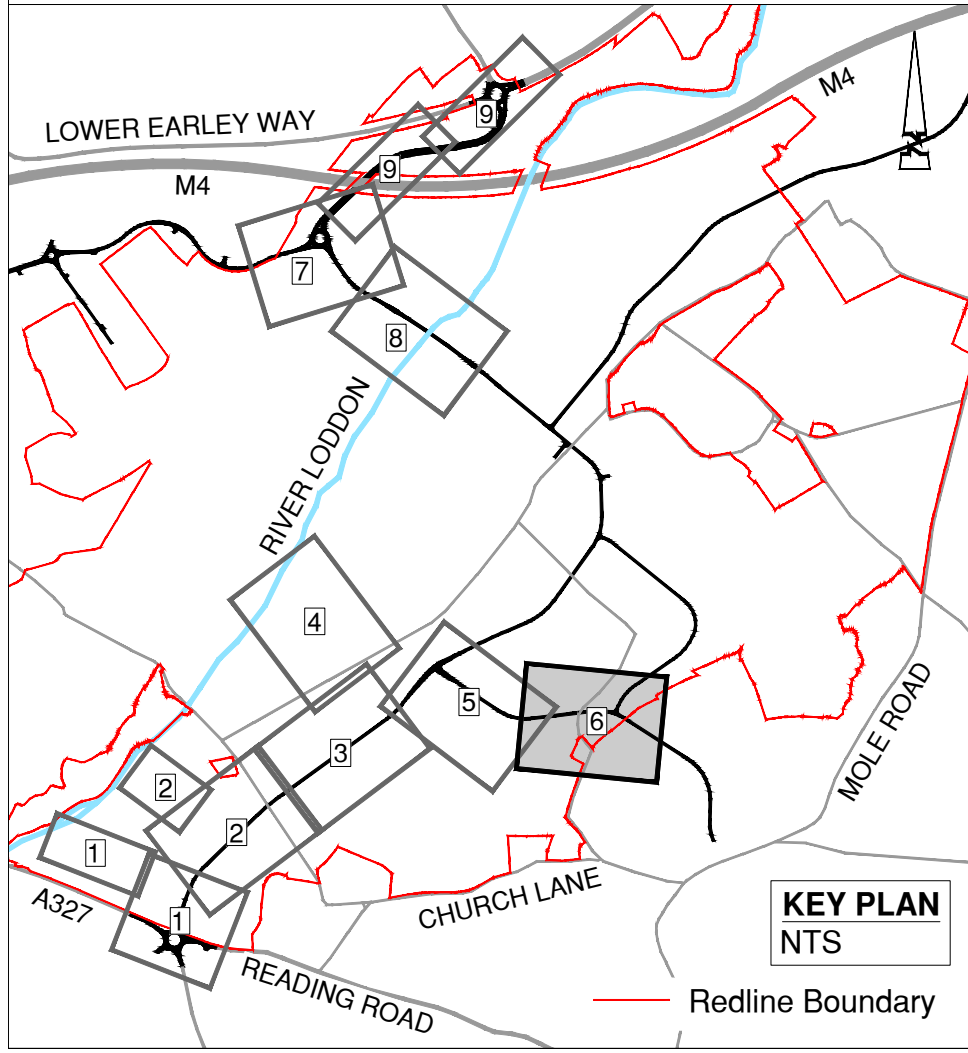 M4
9
LOWER EARLEY WAY
N
9
M4
7
8
RIVER LODDON
4
5
6
MOLE ROAD
3
2
2
1
CHURCH LANE
A327
1
KEY PLAN
NTS
READING ROAD
Redline Boundary